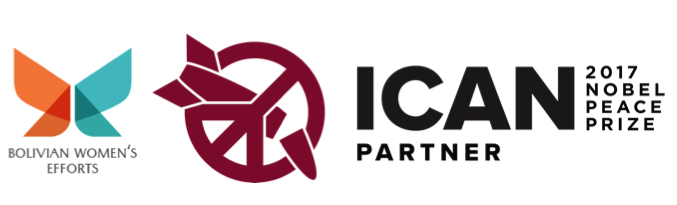 BOLIVIAN WOMEN'S
EFFORTS
ICAN
PARTNER
2017
NOBEL
PEACE
PRIZE